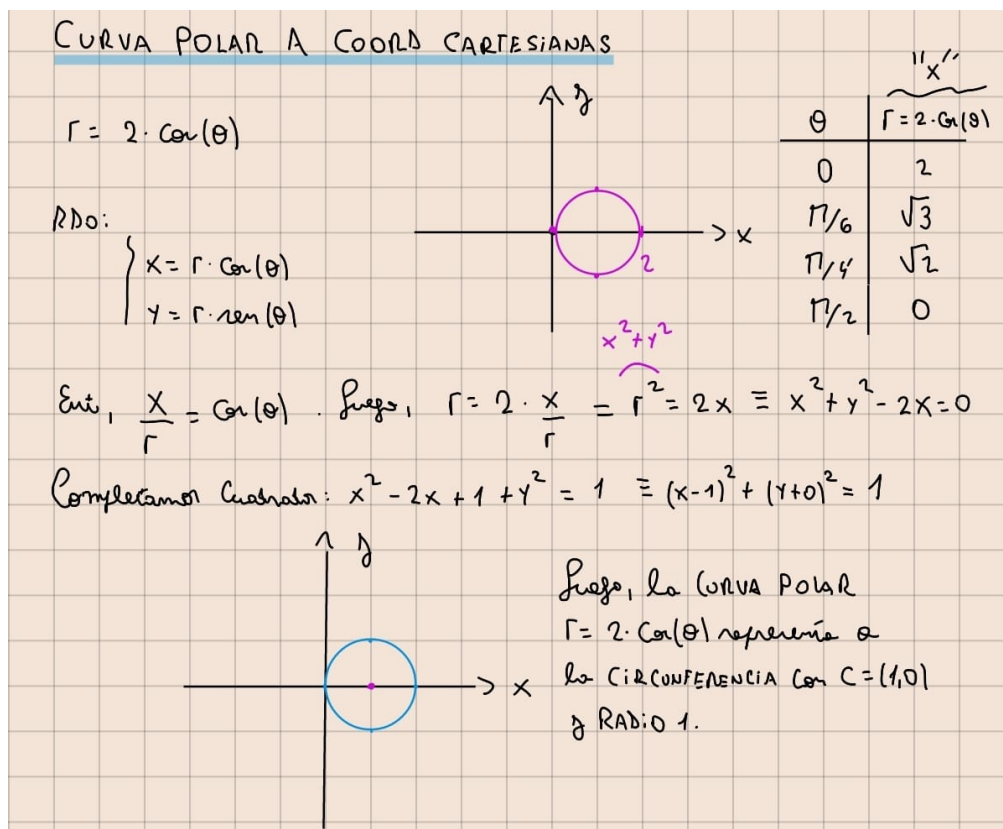 CURVA POLAR A COORD CARTESIANAS
r = 2·cos(θ)
y
x
2
"x"
θ | r = 2·cos(θ)
0 | 2
π/6 | √3
π/4 | √2
π/2 | 0
RDO:
x = r·cos(θ)
y = r·sen(θ)
x²+y²
Ent, x/r = cos(θ). Luego, r = 2·x/r = r² = 2x ≡ x²+y²-2x=0
Completamos Cuadrados: x² - 2x + 1 + y² = 1 ≡ (x-1)² + (y+0)² = 1
y
x
Luego, la CURVA POLAR
r = 2·cos(θ) representa a
la CIRCUNFERENCIA con C=(1,0)
y RADIO 1.